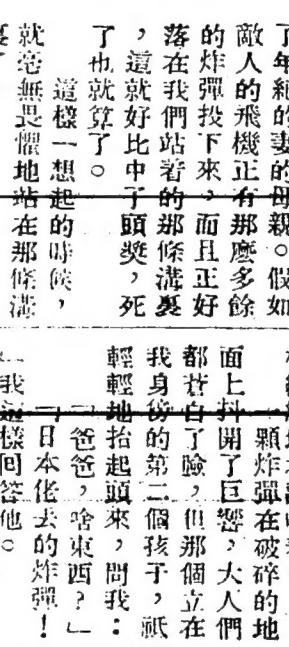 了年紀的妻的母親。假如
敵人的飛機正有那麽多餘
的炸彈投下來，而且正好
落在我們站着的那條溝裏
，這就好比中了頭獎，死
了也就算了。
這樣一想起的時候，
就毫無畏懼地站在那條溝
一顆炸彈在破碎的地
面上抖開了巨響，大人們
都蒼白了臉，但那個立在
我身傍的第二個孩子，祇
輕輕地抬起頭來，問我：
「爸爸，啥東西？」
「日本佬去的炸彈！
」我這樣回答他。